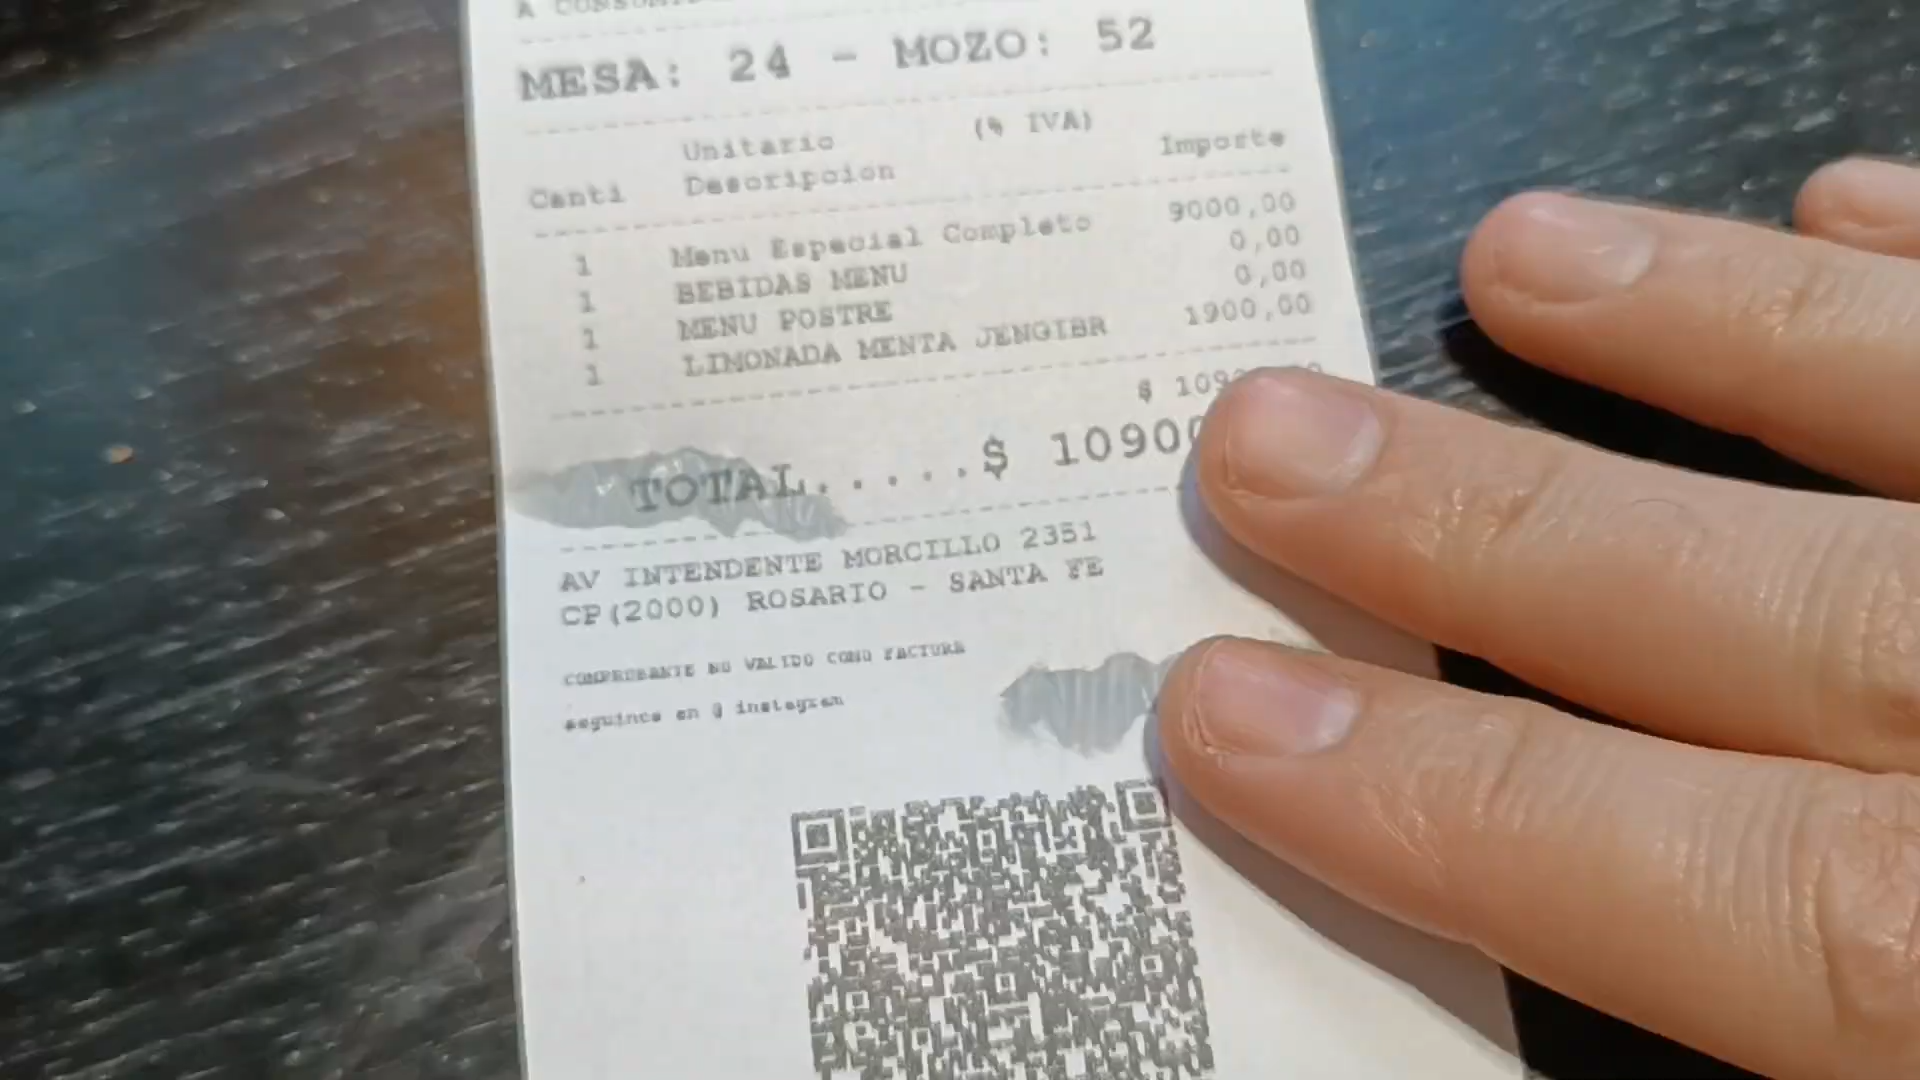 A CONSUMI
MESA: 24 - MOZO: 52
Unitario (% IVA)
Canti Descripcion Importe
1 Menu Especial Completo 9000,00
1 BEBIDAS MENU 0,00
1 MENU POSTRE 0,00
1 LIMONADA MENTA JENGIBR 1900,00
$ 109
TOTAL.....$ 10900
AV INTENDENTE MORCILLO 2351
CP(2000) ROSARIO - SANTA FE
COMPROBANTE NO VALIDO COMO FACTURA
seguinos en @ instagram